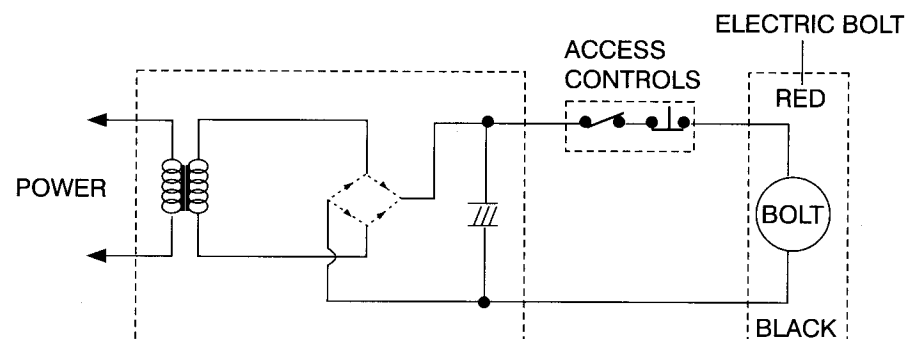 ELECTRIC BOLT
ACCESS
CONTROLS
RED
POWER
BOLT
BLACK